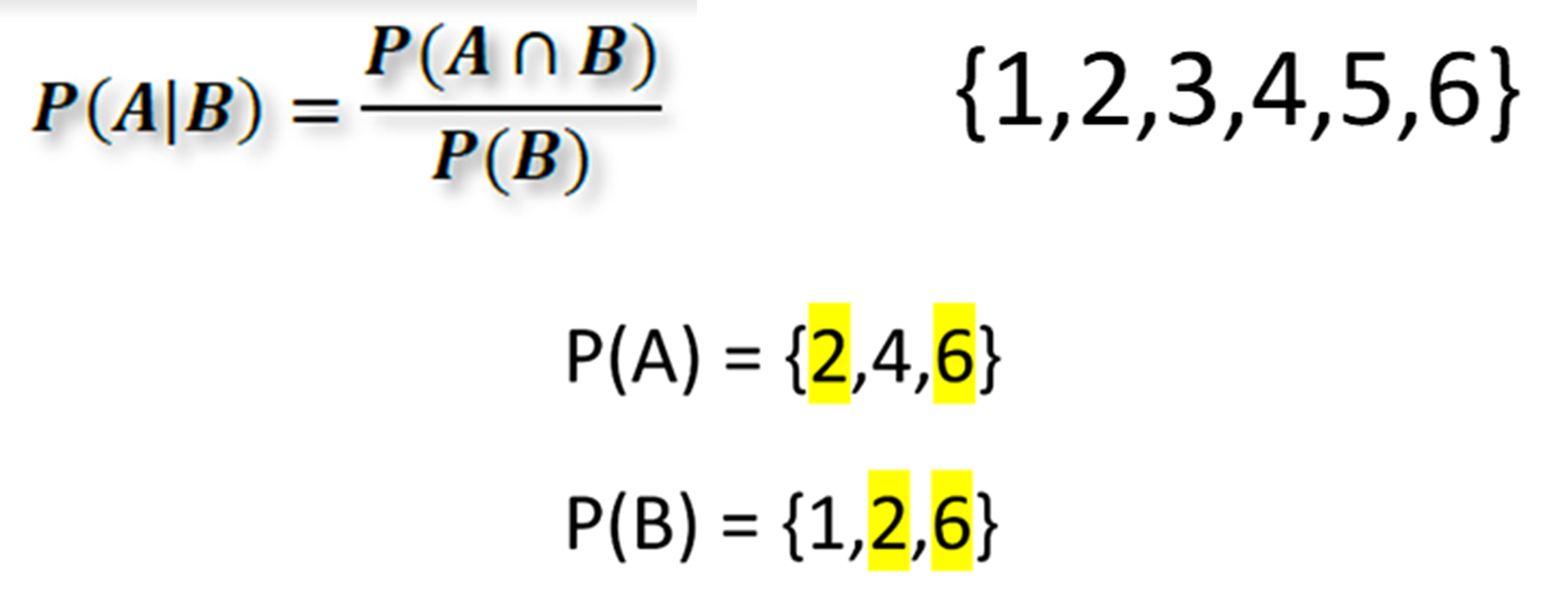 P(A|B) = P(A ∩ B) / P(B)
{1,2,3,4,5,6}
P(A) = {2,4,6}
P(B) = {1,2,6}